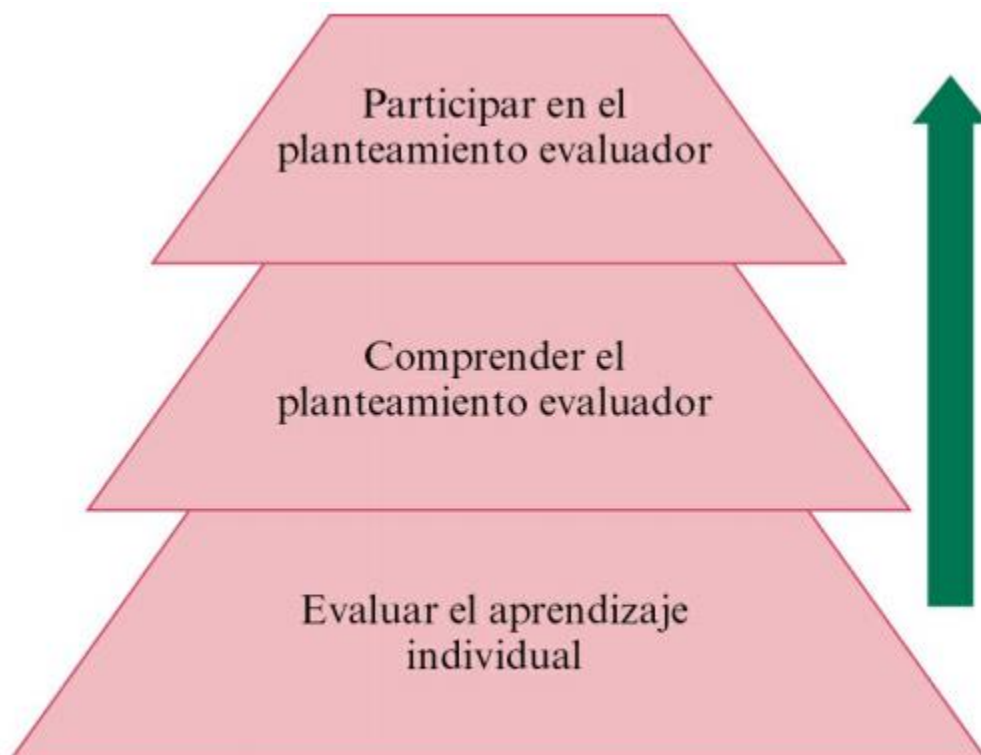 Participar en el
planteamiento evaluador
Comprender el
planteamiento evaluador
Evaluar el aprendizaje
individual